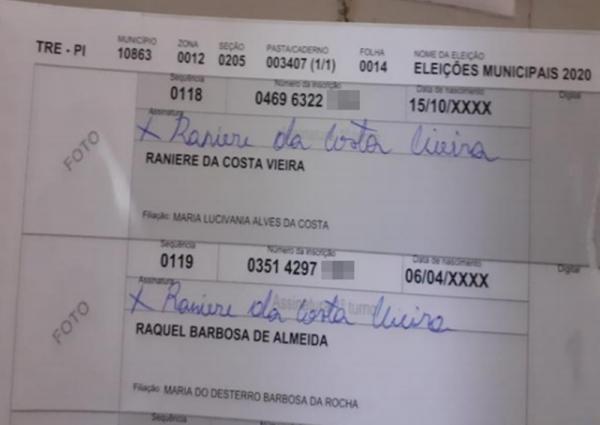 TRE - PI MUNICÍPIO ZONA SEÇÃO PASTA/CADERNO FOLHA NOME DA ELEIÇÃO
10863 0012 0205 003407 (1/1) 0014 ELEIÇÕES MUNICIPAIS 2020
Sequência Número da inscrição Data de nascimento Digital
0118 0469 6322 15/10/XXXX
Assinatura
X Raniere da Costa Vieira
RANIERE DA COSTA VIEIRA
FOTO
Filiação: MARIA LUCIVANIA ALVES DA COSTA
Sequência Número da inscrição Data de nascimento Digital
0119 0351 4297 06/04/XXXX
Assinatura
X Raniere da Costa Vieira
RAQUEL BARBOSA DE ALMEIDA
FOTO
Filiação: MARIA DO DESTERRO BARBOSA DA ROCHA
Sequência Número da inscrição